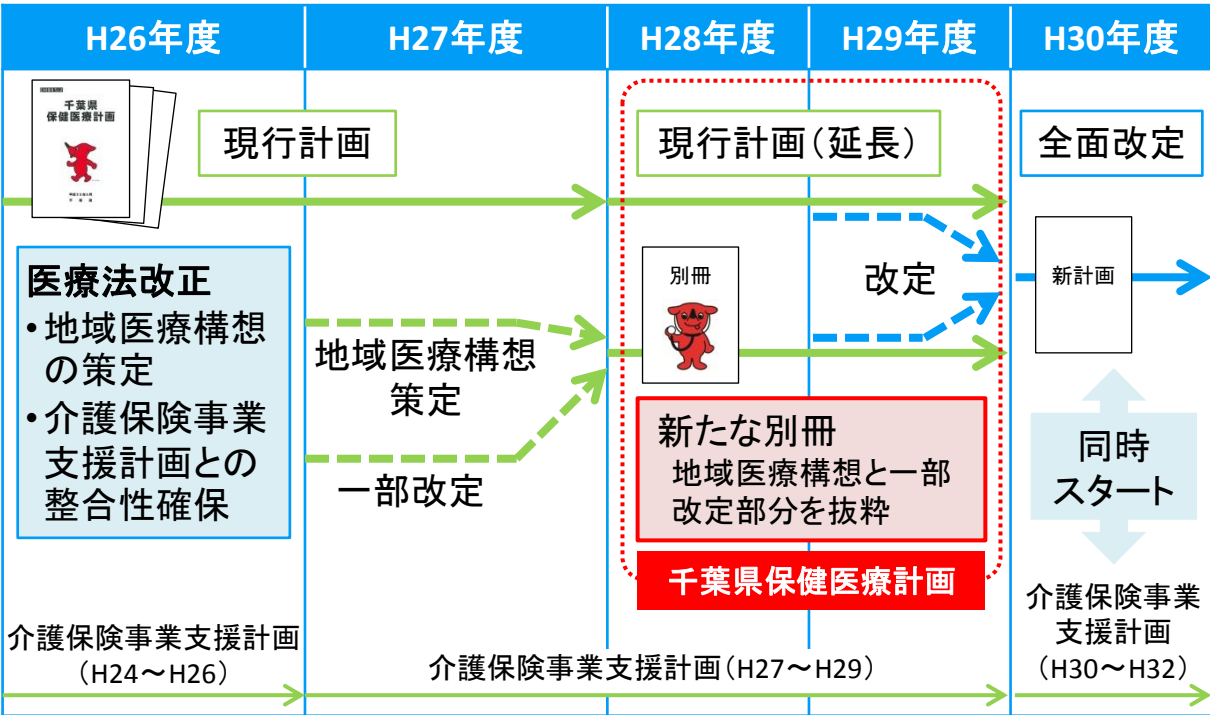 H26年度
H27年度
H28年度
H29年度
H30年度
千葉県
保健医療計画
現行計画
現行計画（延長）
全面改定
医療法改正
・地域医療構想
の策定
・介護保険事業
支援計画との
整合性確保
地域医療構想
策定
一部改定
別冊
改定
新計画
新たな別冊
地域医療構想と一部
改定部分を抜粋
千葉県保健医療計画
同時
スタート
介護保険事業支援計画
（H24～H26）
介護保険事業支援計画（H27～H29）
介護保険事業
支援計画
（H30～H32）